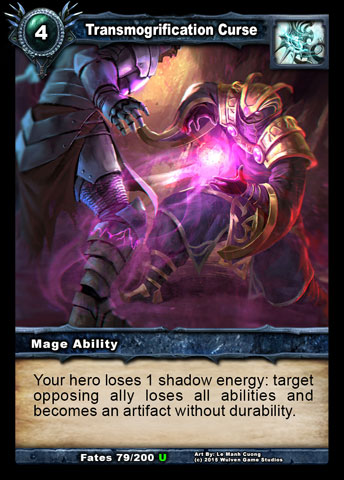 4
Transmogrification Curse
Mage Ability
Your hero loses 1 shadow energy: target
opposing ally loses all abilities and
becomes an artifact without durability.
Fates 79/200 U
Art By: Le Manh Cuong
(c) 2015 Wulven Game Studios